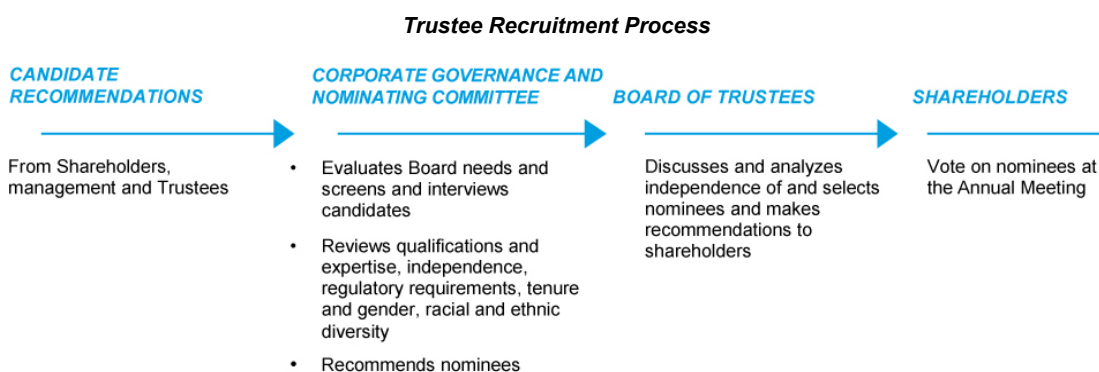 Trustee Recruitment Process
CANDIDATE
RECOMMENDATIONS
From Shareholders,
management and Trustees
CORPORATE GOVERNANCE AND
NOMINATING COMMITTEE
• Evaluates Board needs and
screens and interviews
candidates
• Reviews qualifications and
expertise, independence,
regulatory requirements, tenure
and gender, racial and ethnic
diversity
• Recommends nominees
BOARD OF TRUSTEES
Discusses and analyzes
independence of and selects
nominees and makes
recommendations to
shareholders
SHAREHOLDERS
Vote on nominees at
the Annual Meeting